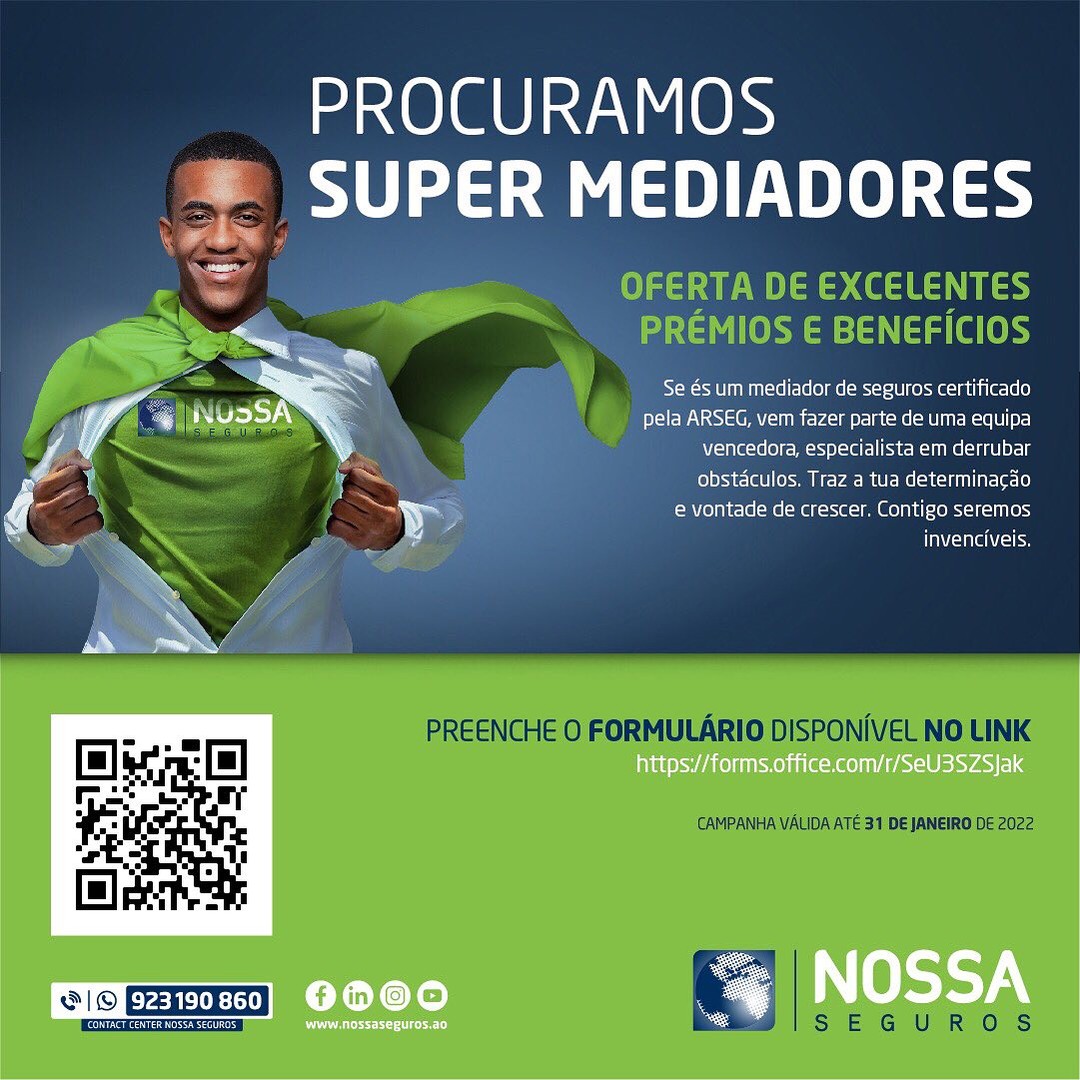 PROCURAMOS
SUPER MEDIADORES
OFERTA DE EXCELENTES
PRÉMIOS E BENEFÍCIOS
Se és um mediador de seguros certificado
pela ARSEG, vem fazer parte de uma equipa
vencedora, especialista em derrubar
obstáculos. Traz a tua determinação
e vontade de crescer. Contigo seremos
invencíveis.
NOSSA
SEGUROS
PREENCHE O FORMULÁRIO DISPONÍVEL NO LINK
https://forms.office.com/r/SeU3SZSJak
CAMPANHA VÁLIDA ATÉ 31 DE JANEIRO DE 2022
923 190 860
CONTACT CENTER NOSSA SEGUROS
www.nossaseguros.ao
NOSSA
SEGUROS